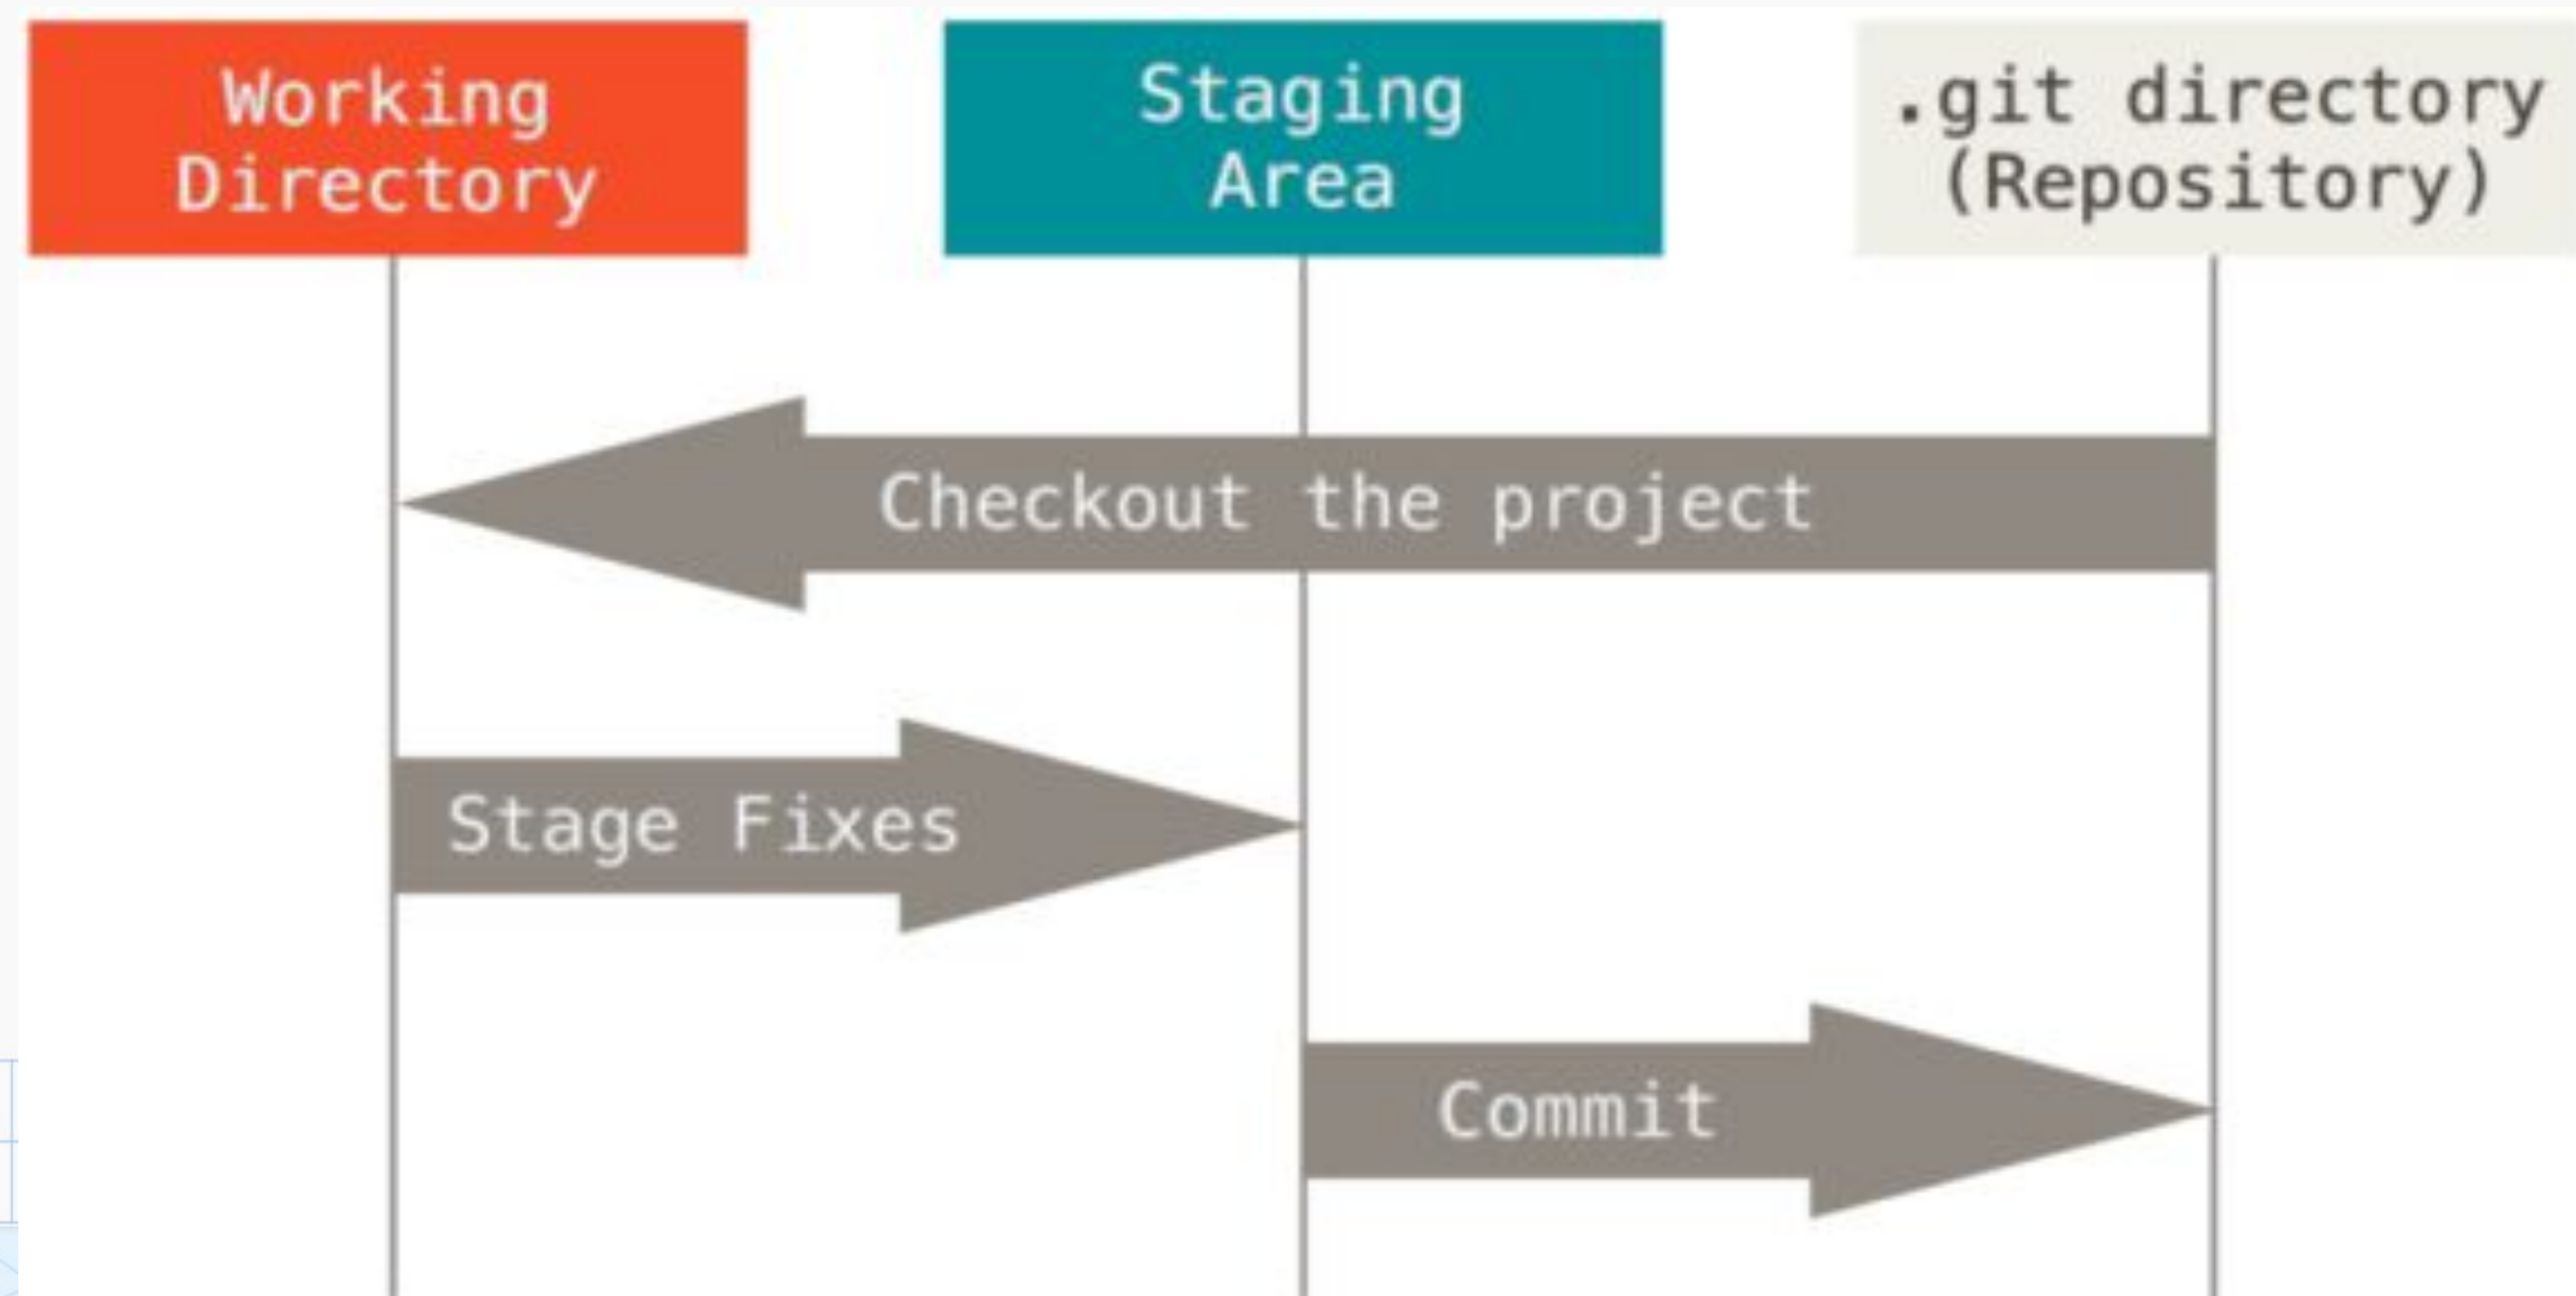 Working
Directory
Staging
Area
.git directory
(Repository)
Checkout the project
Stage Fixes
Commit